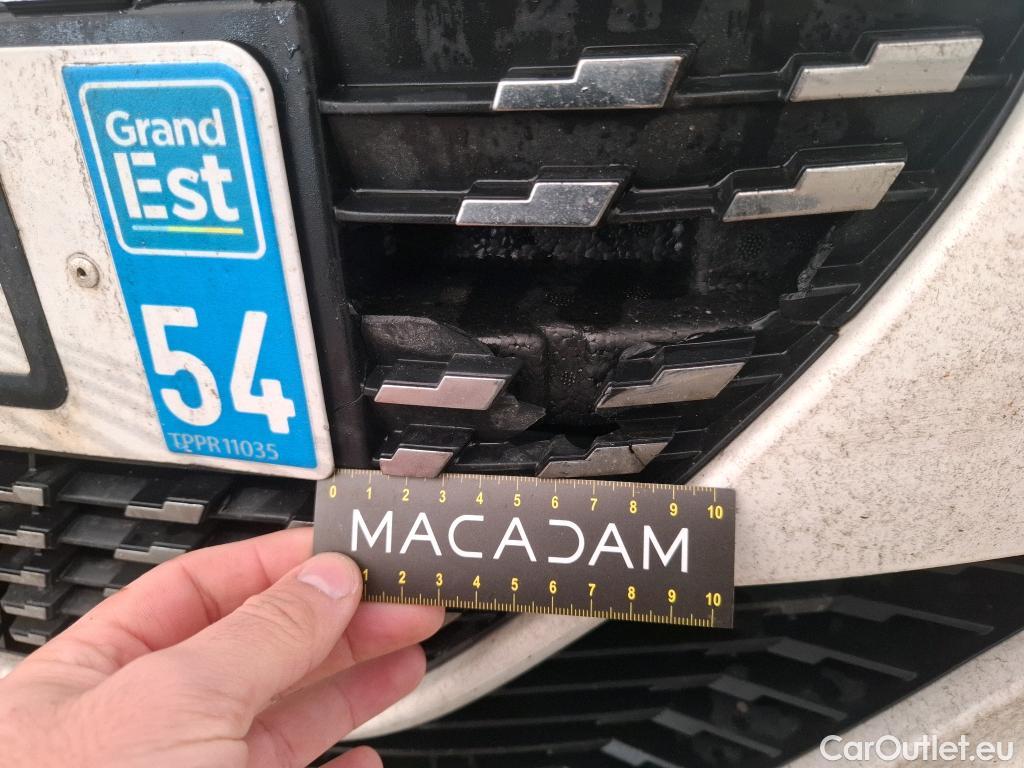 Grand
Est
54
TPPR11035
0 1 2 3 4 5 6 7 8 9 10
MACADAM
1 2 3 4 5 6 7 8 9 10
CarOutlet.eu